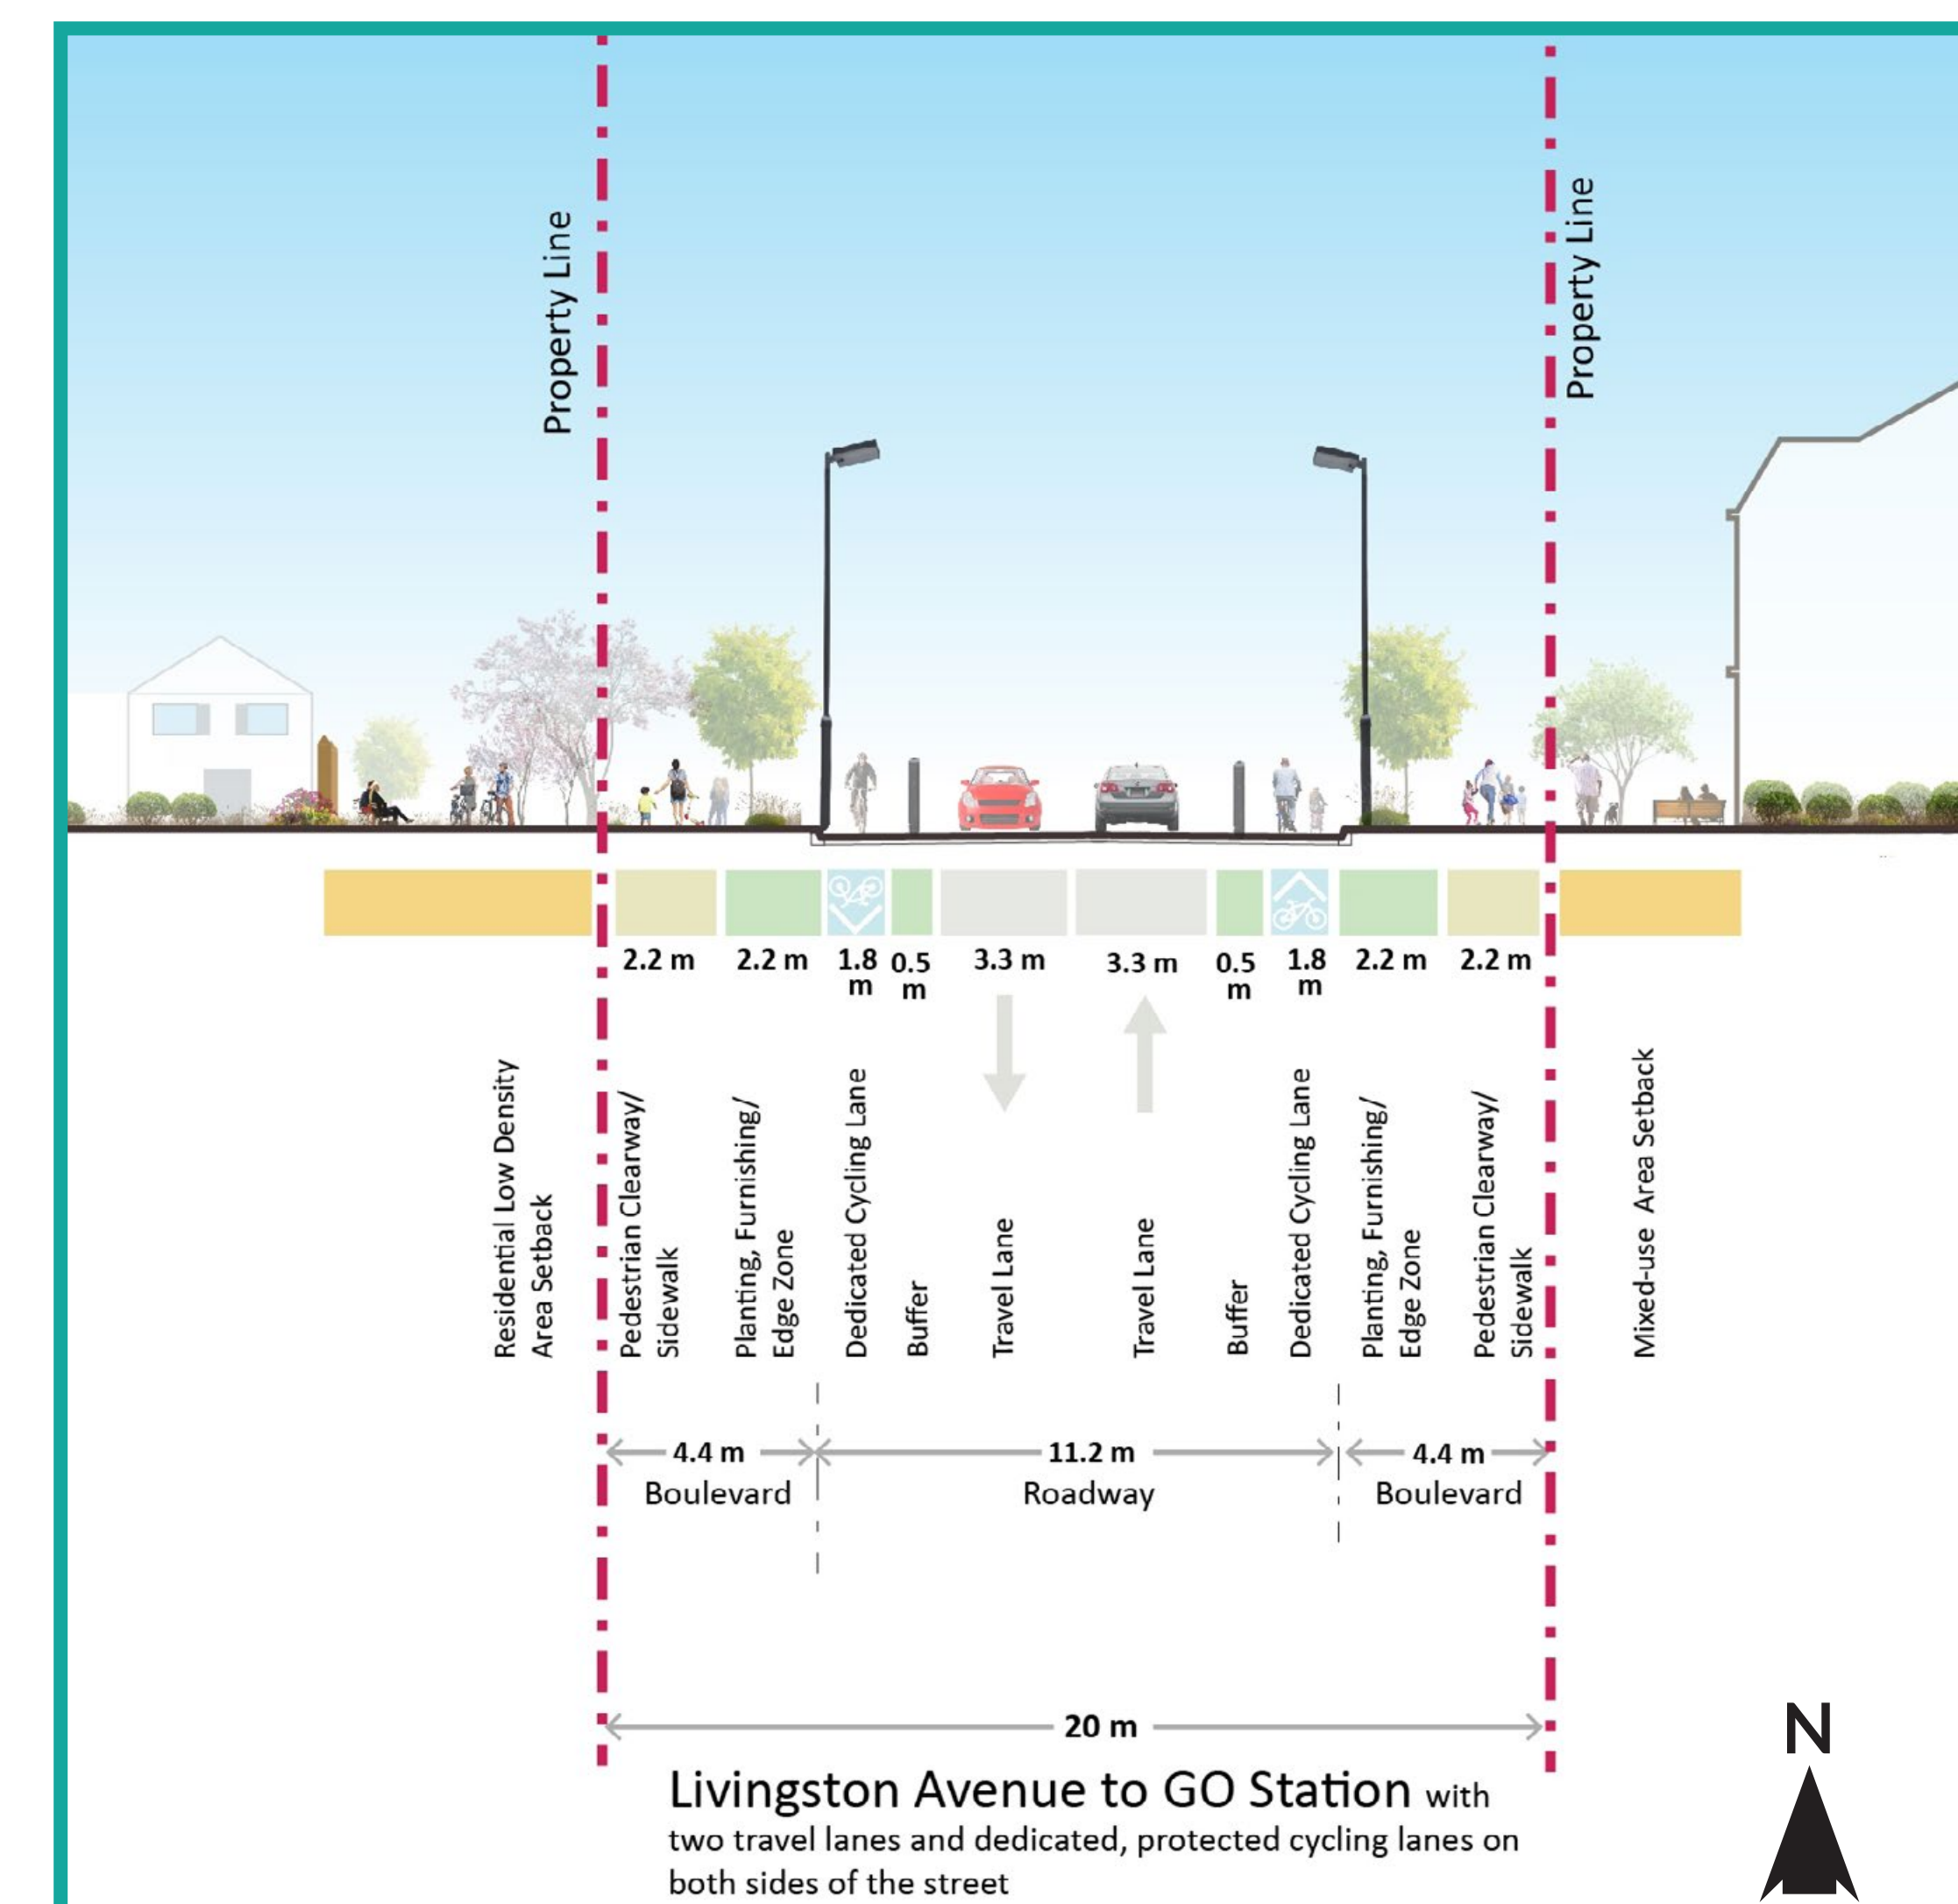 Property Line
Property Line
2.2 m
2.2 m
1.8
m
0.5
m
3.3 m
3.3 m
0.5
m
1.8
m
2.2 m
2.2 m
Residential Low Density
Area Setback
Pedestrian Clearway/
Sidewalk
Planting, Furnishing/
Edge Zone
Dedicated Cycling Lane
Buffer
Travel Lane
Travel Lane
Buffer
Dedicated Cycling Lane
Planting, Furnishing/
Edge Zone
Pedestrian Clearway/
Sidewalk
Mixed-use Area Setback
4.4 m
Boulevard
11.2 m
Roadway
4.4 m
Boulevard
20 m
Livingston Avenue to GO Station with
two travel lanes and dedicated, protected cycling lanes on
both sides of the street
N